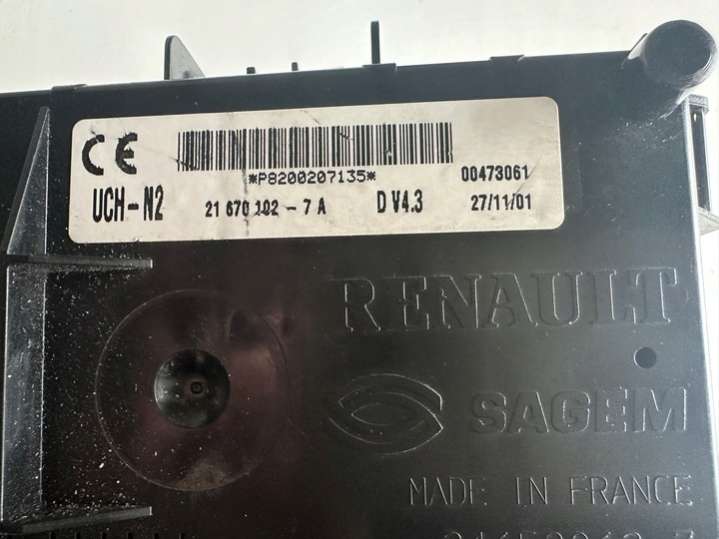 CE
*P8200207135*
00473061
UCH-N2
21 670 102-7 A
D V4.3
27/11/01
RENAULT
SAGEM
MADE IN FRANCE